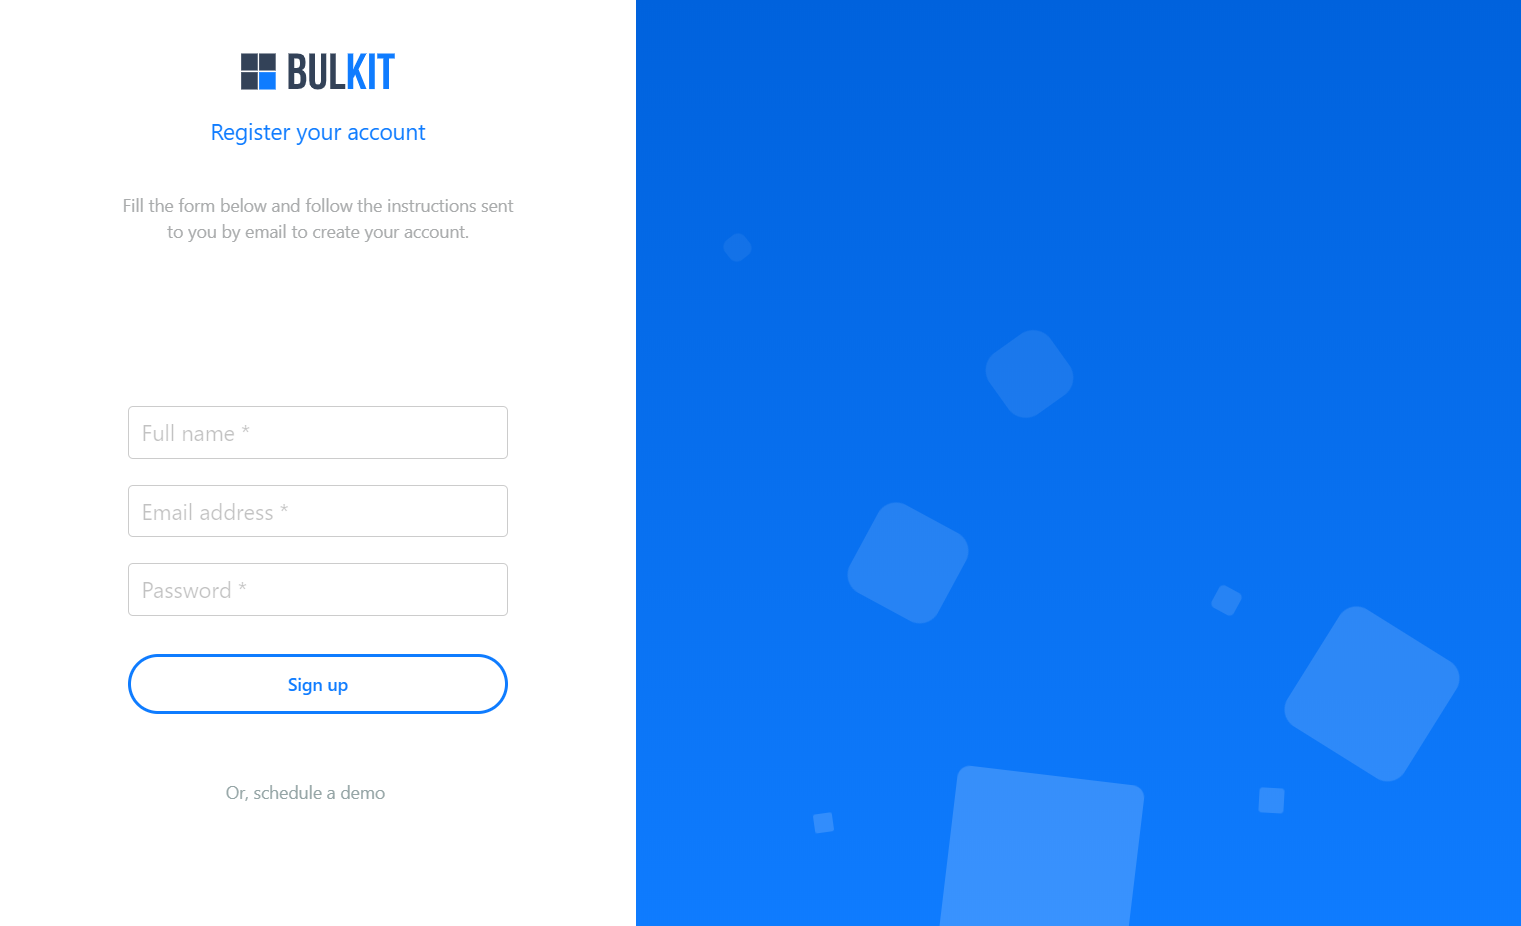 BULKIT
Register your account
Fill the form below and follow the instructions sent
to you by email to create your account.
Full name *
Email address *
Password *
Sign up
Or, schedule a demo